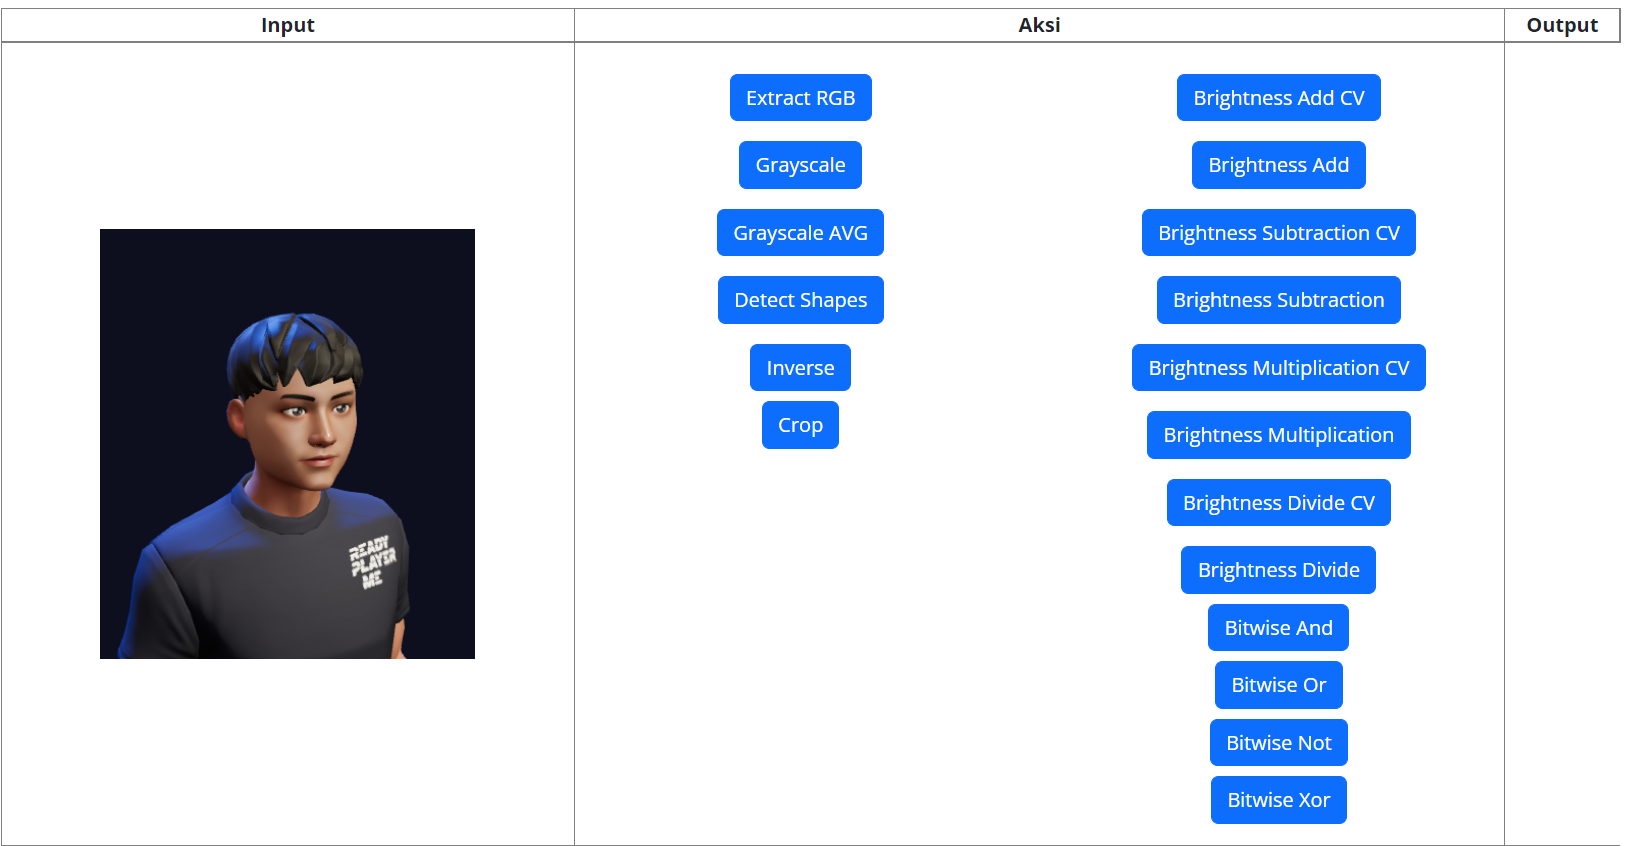 Input
Aksi
Output
Extract RGB
Grayscale
Grayscale AVG
Detect Shapes
Inverse
Crop
Brightness Add CV
Brightness Add
Brightness Subtraction CV
Brightness Subtraction
Brightness Multiplication CV
Brightness Multiplication
Brightness Divide CV
Brightness Divide
Bitwise And
Bitwise Or
Bitwise Not
Bitwise Xor
READY
PLAYER
ME